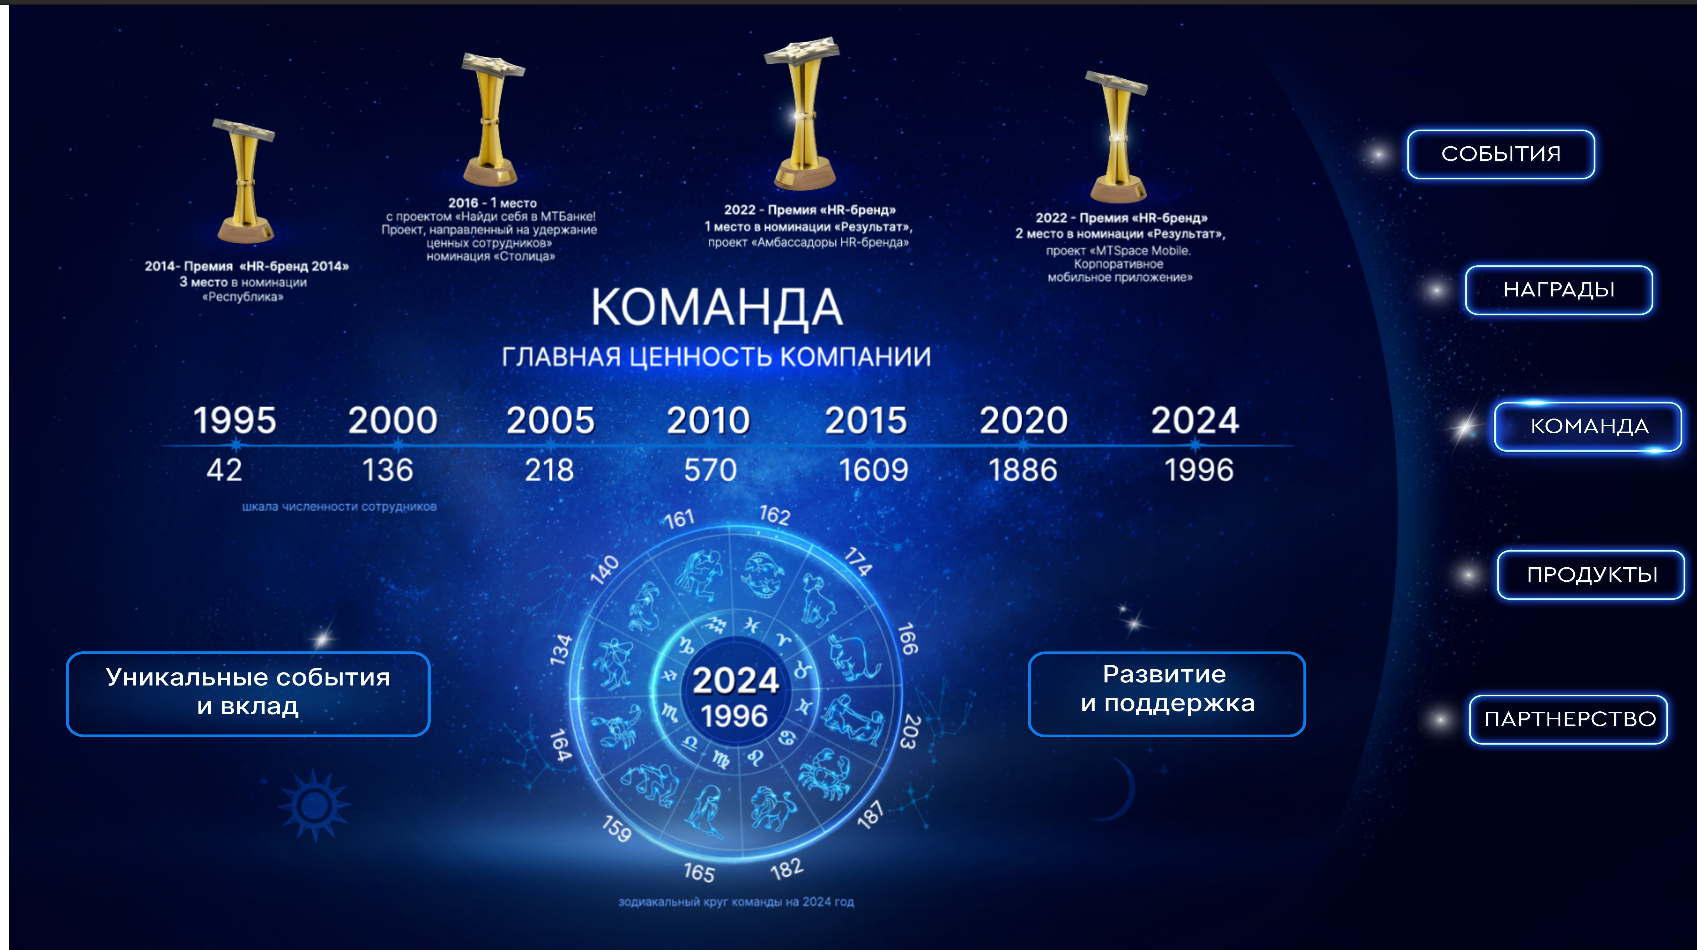 2014- Премия «HR-бренд 2014»
3 место в номинации
«Республика»
2016 - 1 место
с проектом «Найди себя в МТБанке!
Проект, направленный на удержание
ценных сотрудников»
номинация «Столица»
2022 - Премия «HR-бренд»
1 место в номинации «Результат»,
проект «Амбассадоры HR-бренда»
2022 - Премия «HR-бренд»
2 место в номинации «Результат»,
проект «MTSpace Mobile.
Корпоративное
мобильное приложение»
КОМАНДА
ГЛАВНАЯ ЦЕННОСТЬ КОМПАНИИ
1995 2000 2005 2010 2015 2020 2024
42 136 218 570 1609 1886 1996
шкала численности сотрудников
161
162
174
166
203
187
182
165
159
164
134
140
2024
1996
зодиакальный круг команды на 2024 год
Уникальные события
и вклад
Развитие
и поддержка
СОБЫТИЯ
НАГРАДЫ
КОМАНДА
ПРОДУКТЫ
ПАРТНЕРСТВО